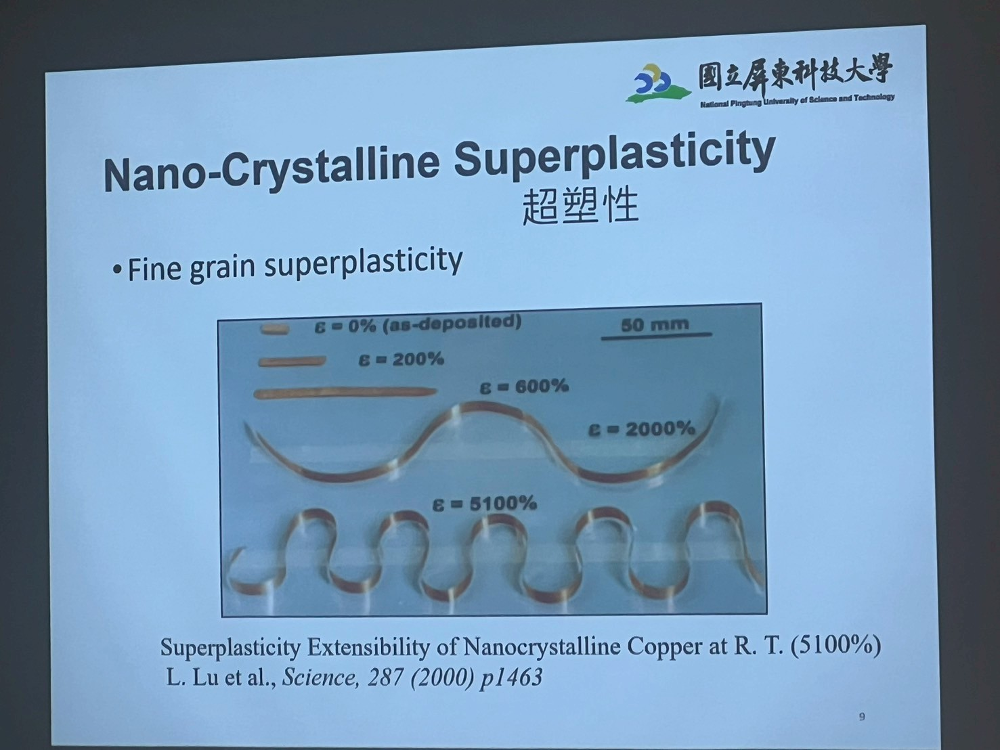 國立屏東科技大學
National Pingtung University of Science and Technology
Nano-Crystalline Superplasticity
超塑性
• Fine grain superplasticity
ε = 0% (as-deposited)
50 mm
ε = 200%
ε = 600%
ε = 2000%
ε = 5100%
Superplasticity Extensibility of Nanocrystalline Copper at R. T. (5100%)
L. Lu et al., Science, 287 (2000) p1463
9